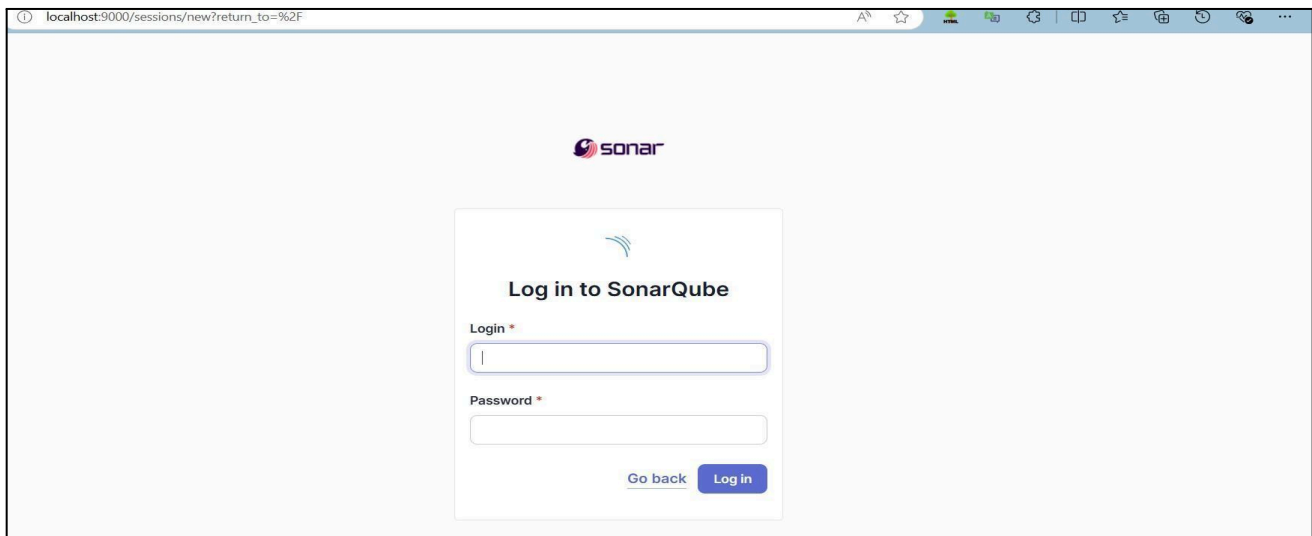 localhost:9000/sessions/new?return_to=%2F
sonar
Log in to SonarQube
Login *
Password *
Go back Log in